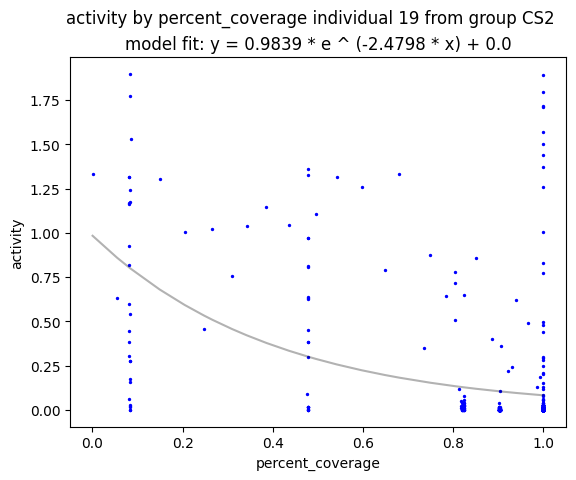 activity by percent_coverage individual 19 from group CS2
model fit: y = 0.9839 * e ^ (-2.4798 * x) + 0.0
1.75
1.50
1.25
1.00
0.75
0.50
0.25
0.00
activity
0.0 0.2 0.4 0.6 0.8 1.0
percent_coverage